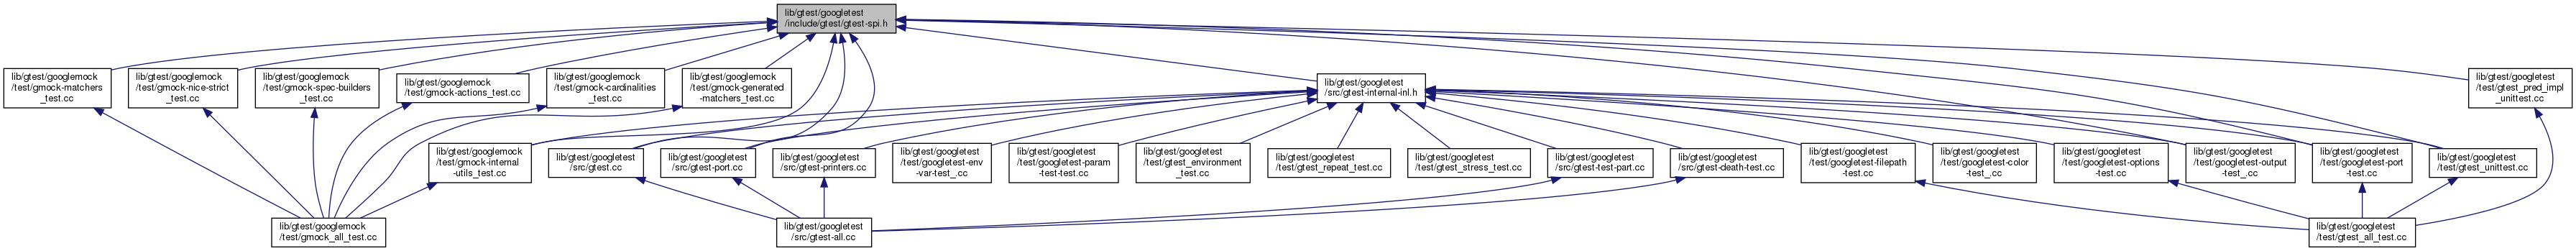 lib/gtest/googletest
/include/gtest/gtest-spi.h
lib/gtest/googlemock
/test/gmock-matchers
_test.cc
lib/gtest/googlemock
/test/gmock-nice-strict
_test.cc
lib/gtest/googlemock
/test/gmock-spec-builders
_test.cc
lib/gtest/googlemock
/test/gmock-actions_test.cc
lib/gtest/googlemock
/test/gmock-cardinalities
_test.cc
lib/gtest/googlemock
/test/gmock-generated
-matchers_test.cc
lib/gtest/googletest
/src/gtest-internal-inl.h
lib/gtest/googletest
/test/gtest_pred_impl
_unittest.cc
lib/gtest/googlemock
/test/gmock-internal
-utils_test.cc
lib/gtest/googletest
/src/gtest.cc
lib/gtest/googletest
/src/gtest-port.cc
lib/gtest/googletest
/src/gtest-printers.cc
lib/gtest/googletest
/test/googletest-env
-var-test_.cc
lib/gtest/googletest
/test/googletest-param
-test-test.cc
lib/gtest/googletest
/test/gtest_environment
_test.cc
lib/gtest/googletest
/test/gtest_repeat_test.cc
lib/gtest/googletest
/test/gtest_stress_test.cc
lib/gtest/googletest
/src/gtest-test-part.cc
lib/gtest/googletest
/src/gtest-death-test.cc
lib/gtest/googletest
/test/googletest-filepath
-test.cc
lib/gtest/googletest
/test/googletest-color
-test_.cc
lib/gtest/googletest
/test/googletest-options
-test.cc
lib/gtest/googletest
/test/googletest-output
-test_.cc
lib/gtest/googletest
/test/googletest-port
-test.cc
lib/gtest/googletest
/test/gtest_unittest.cc
lib/gtest/googlemock
/test/gmock_all_test.cc
lib/gtest/googletest
/src/gtest-all.cc
lib/gtest/googletest
/test/gtest_all_test.cc